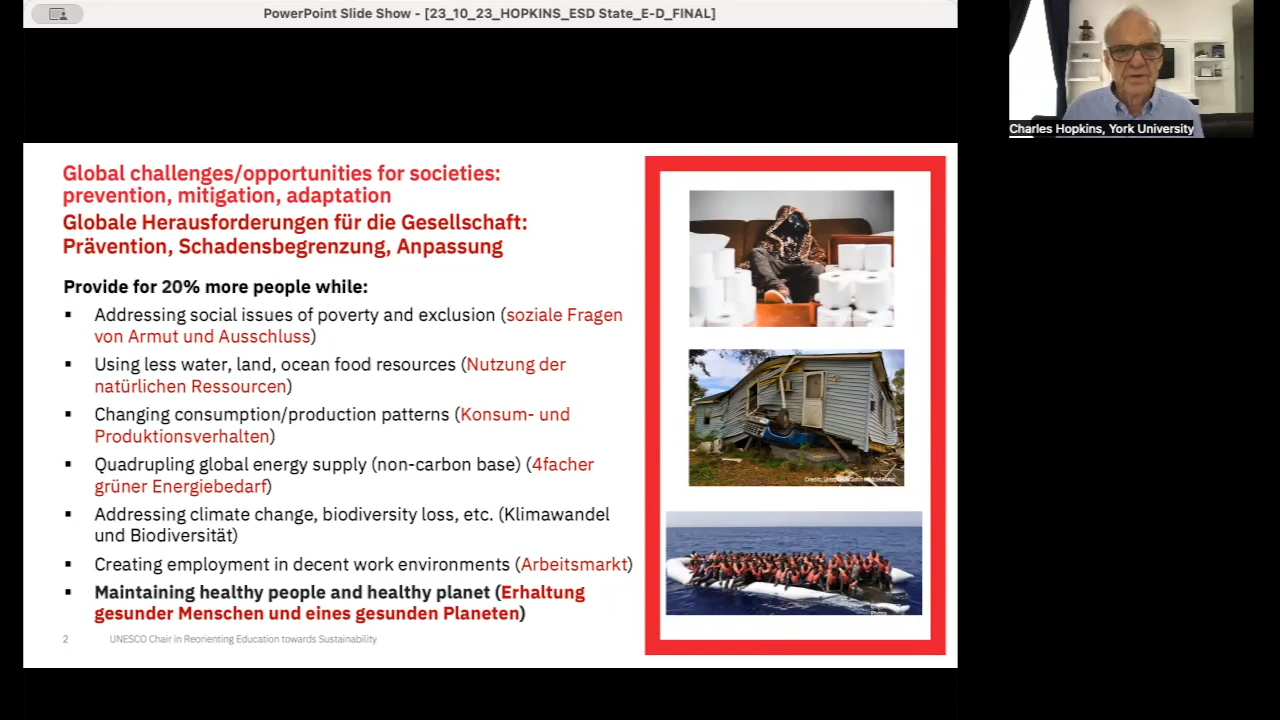 PowerPoint Slide Show - [23_10_23_HOPKINS_ESD State_E-D_FINAL]
Charles Hopkins, York University
Global challenges/opportunities for societies:
prevention, mitigation, adaptation
Globale Herausforderungen für die Gesellschaft:
Prävention, Schadensbegrenzung, Anpassung
Provide for 20% more people while:
▪ Addressing social issues of poverty and exclusion (soziale Fragen
von Armut und Ausschluss)
▪ Using less water, land, ocean food resources (Nutzung der
natürlichen Ressourcen)
▪ Changing consumption/production patterns (Konsum- und
Produktionsverhalten)
▪ Quadrupling global energy supply (non-carbon base) (4facher
grüner Energiebedarf)
▪ Addressing climate change, biodiversity loss, etc. (Klimawandel
und Biodiversität)
▪ Creating employment in decent work environments (Arbeitsmarkt)
▪ Maintaining healthy people and healthy planet (Erhaltung
gesunder Menschen und eines gesunden Planeten)
2 UNESCO Chair in Reorienting Education towards Sustainability
Photos